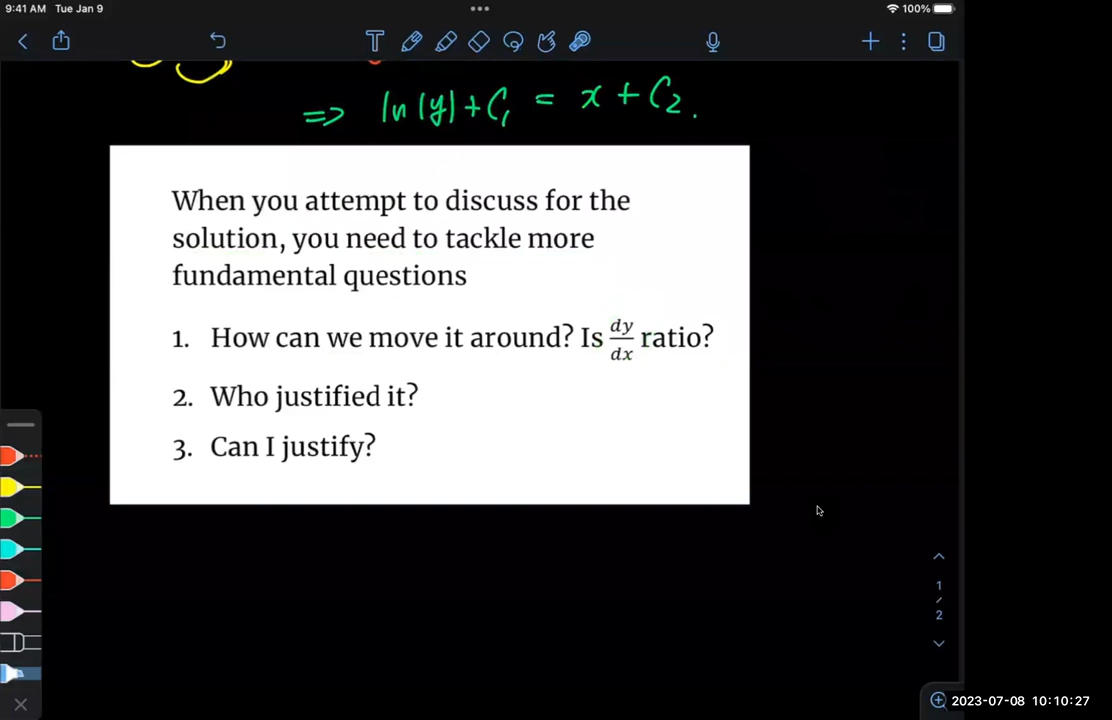 9:41 AM Tue Jan 9
100%
=> ln(y)+C₁ = x + C₂.
When you attempt to discuss for the
solution, you need to tackle more
fundamental questions
1. How can we move it around? Is dy/dx ratio?
2. Who justified it?
3. Can I justify?
1
/
2
2023-07-08 10:10:27